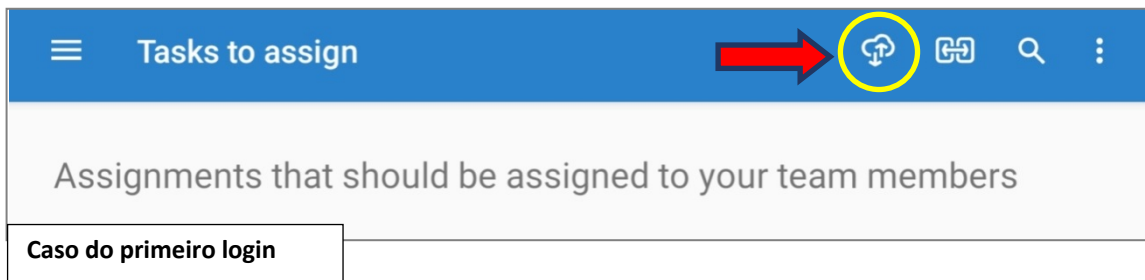 Tasks to assign
Assignments that should be assigned to your team members
Caso do primeiro login